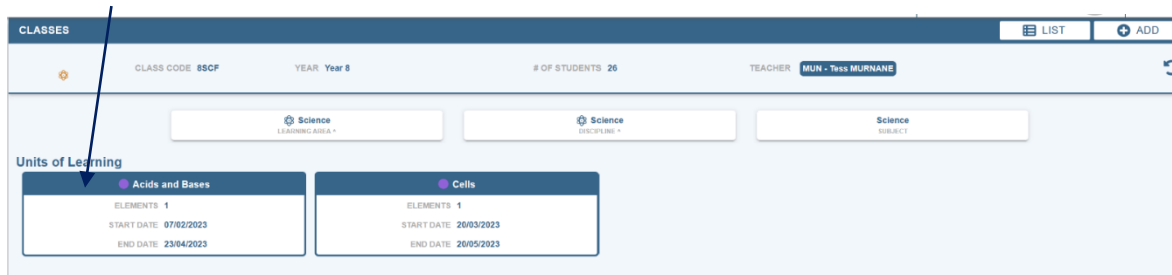 CLASSES LIST ADD
CLASS CODE 8SCF YEAR Year 8 # OF STUDENTS 26 TEACHER MUN - Tess MURNANE
Science Science Science
LEARNING AREA * DISCIPLINE * SUBJECT
Units of Learning
Acids and Bases Cells
ELEMENTS 1 ELEMENTS 1
START DATE 07/02/2023 START DATE 20/03/2023
END DATE 23/04/2023 END DATE 20/05/2023